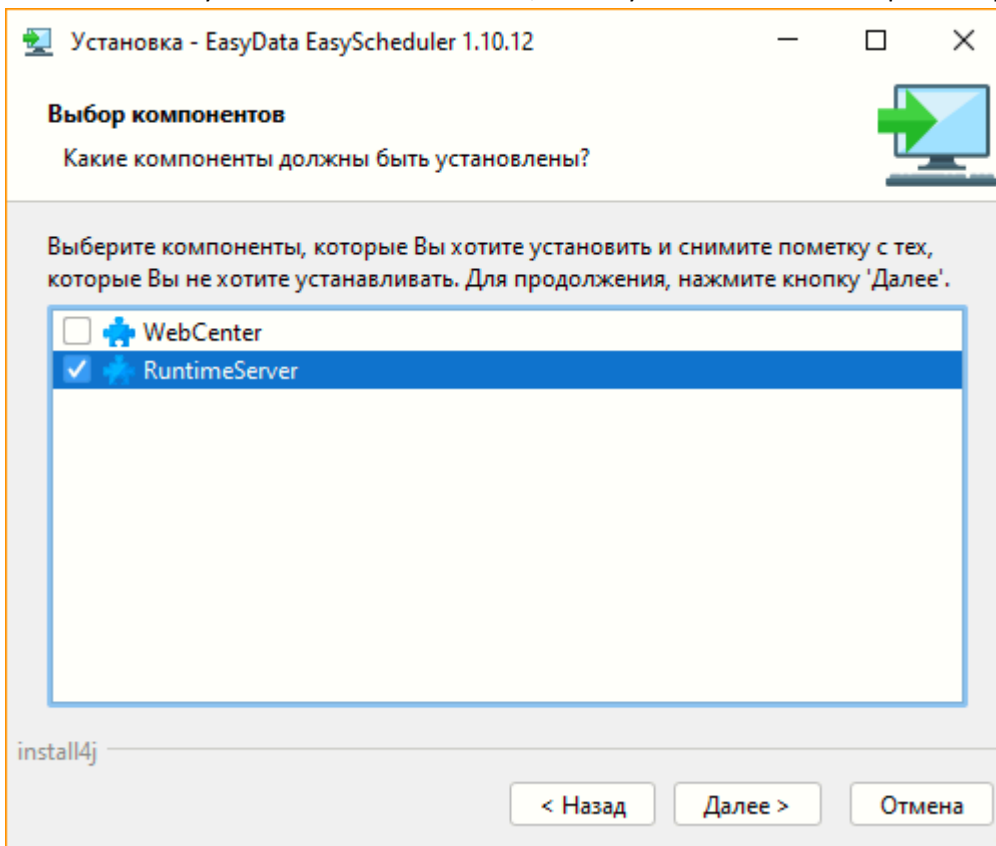 Установка - EasyData EasyScheduler 1.10.12
Выбор компонентов
Какие компоненты должны быть установлены?
Выберите компоненты, которые Вы хотите установить и снимите пометку с тех,
которые Вы не хотите устанавливать. Для продолжения, нажмите кнопку 'Далее'.
WebCenter
RuntimeServer
install4j
< Назад
Далее >
Отмена